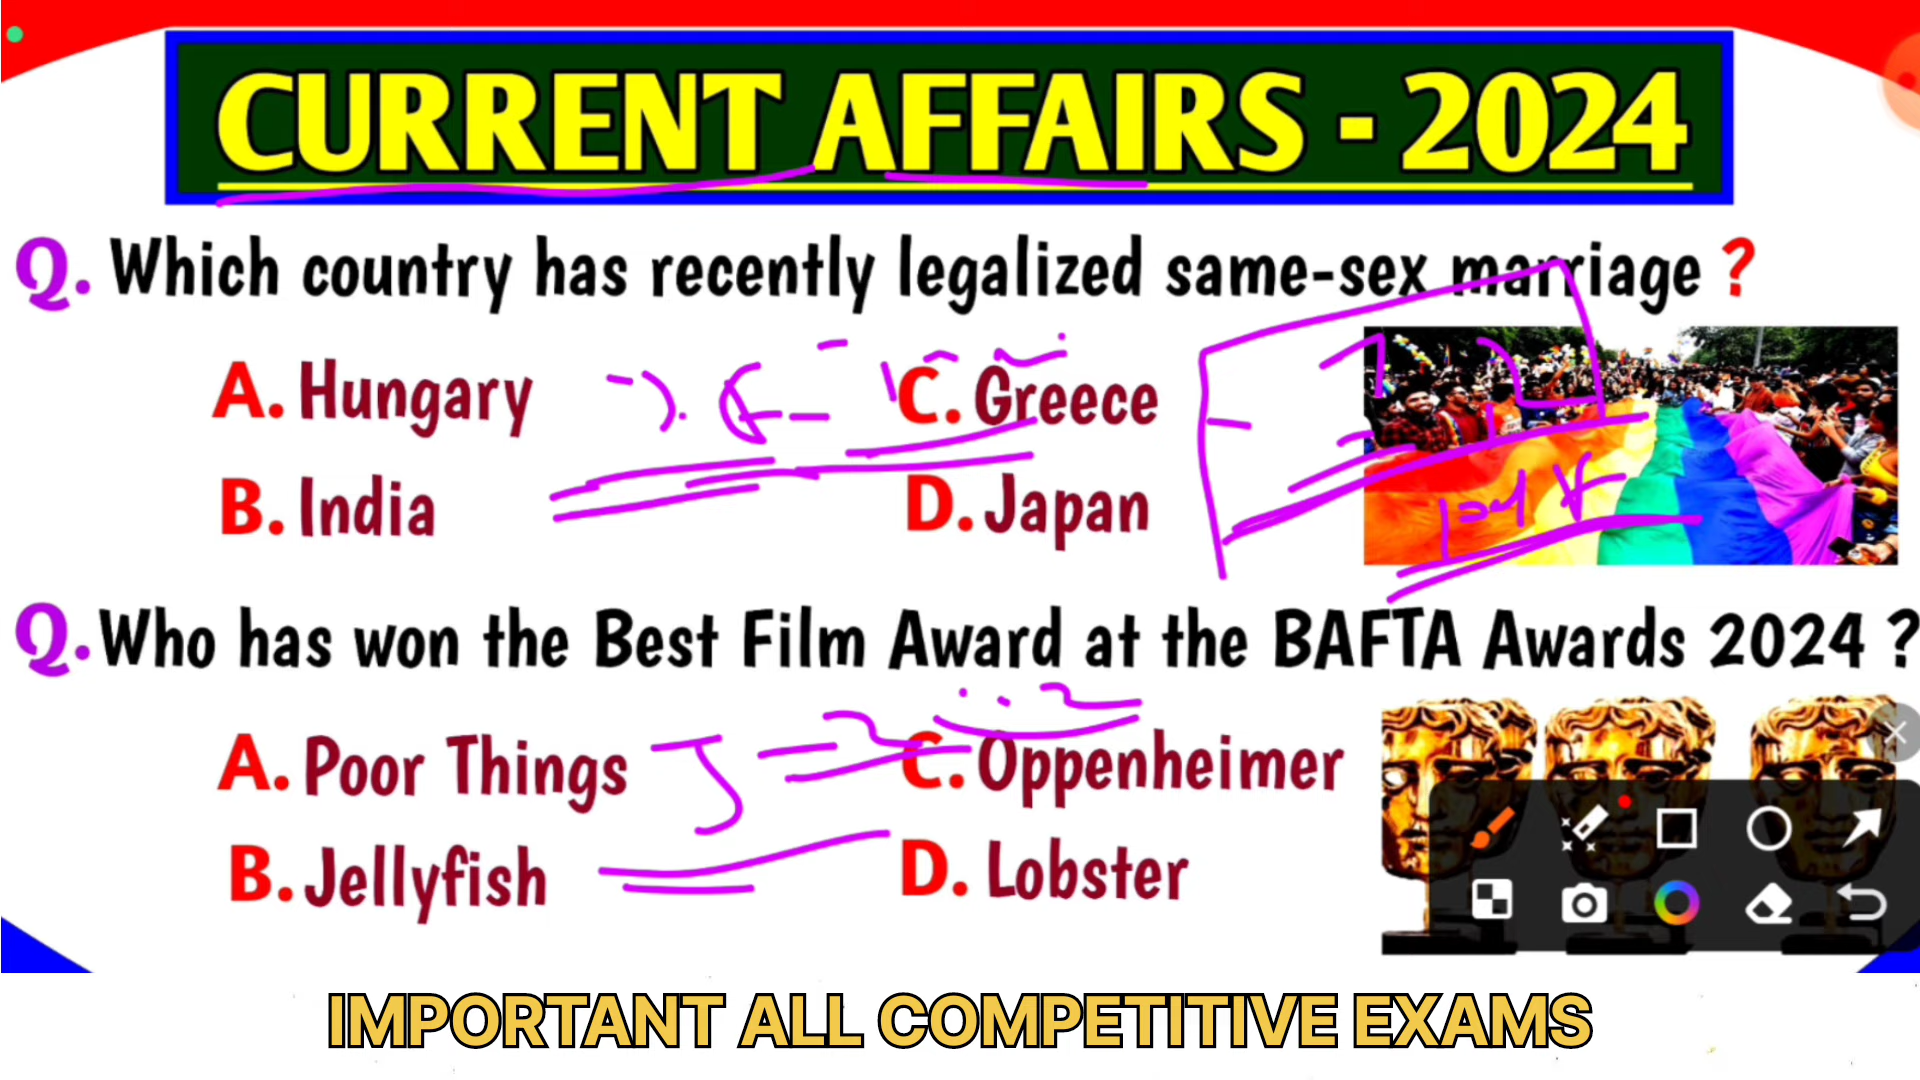 CURRENT AFFAIRS - 2024
Q. Which country has recently legalized same-sex marriage ?
A. Hungary
C. Greece
B. India
D. Japan
Q. Who has won the Best Film Award at the BAFTA Awards 2024 ?
A. Poor Things
C. Oppenheimer
B. Jellyfish
D. Lobster
IMPORTANT ALL COMPETITIVE EXAMS